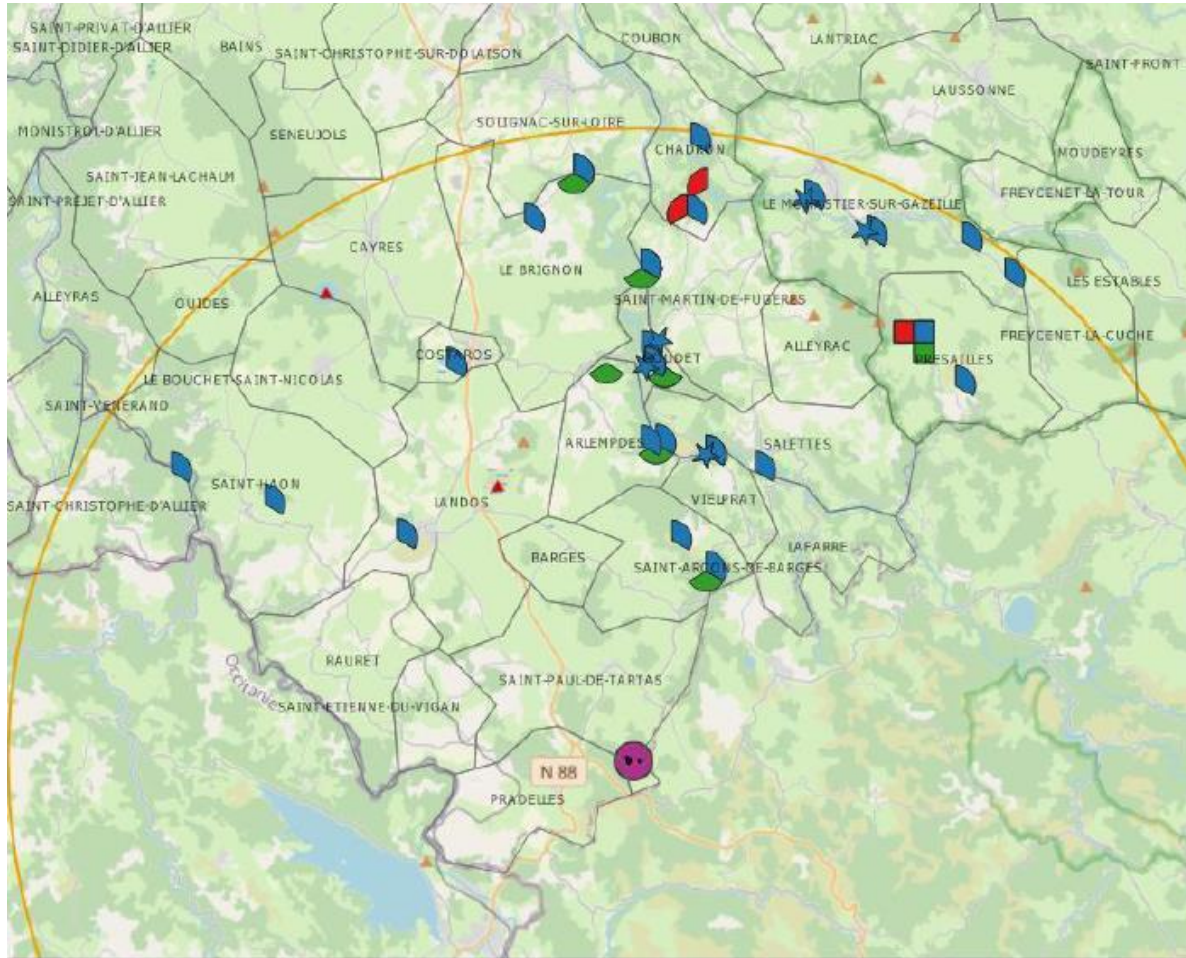 SAINT-PRIVAT-D'ALLIER
SAINT-DIDIER-D'ALLIER
BAINS
SAINT-CHRISTOPHE-SUR-DOLAISON
COUBON
LANTRIAC
SAINT-FRONT
LAUSSONNE
MONISTROL-D'ALLIER
SENEUJOLS
SOLIGNAC-SUR-LOIRE
CHADRON
MOUDEYRES
SAINT-JEAN-LACHALM
SAINT-PREJET-D'ALLIER
FREYCENET-LA-TOUR
LE MONASTIER-SUR-GAZEILLE
CAYRES
LE BRIGNON
ALLEYRAS
OUIDES
SAINT-MARTIN-DE-FUGERES
LES ESTABLES
FREYCENET-LA-CUCHE
ALLEYRAC
COSTAROS
PRESAILLES
LE BOUCHET-SAINT-NICOLAS
SAINT-VENERAND
ARLEMPDES
SALETTES
SAINT-HAON
SAINT-CHRISTOPHE-D'ALLIER
LANDOS
VIELPRAT
BARGES
LAFARRE
SAINT-ARCONS-DE-BARGES
RAURET
Occitanie
SAINT-PAUL-DE-TARTAS
SAINT-ETIENNE-DU-VIGAN
N 88
PRADELLES